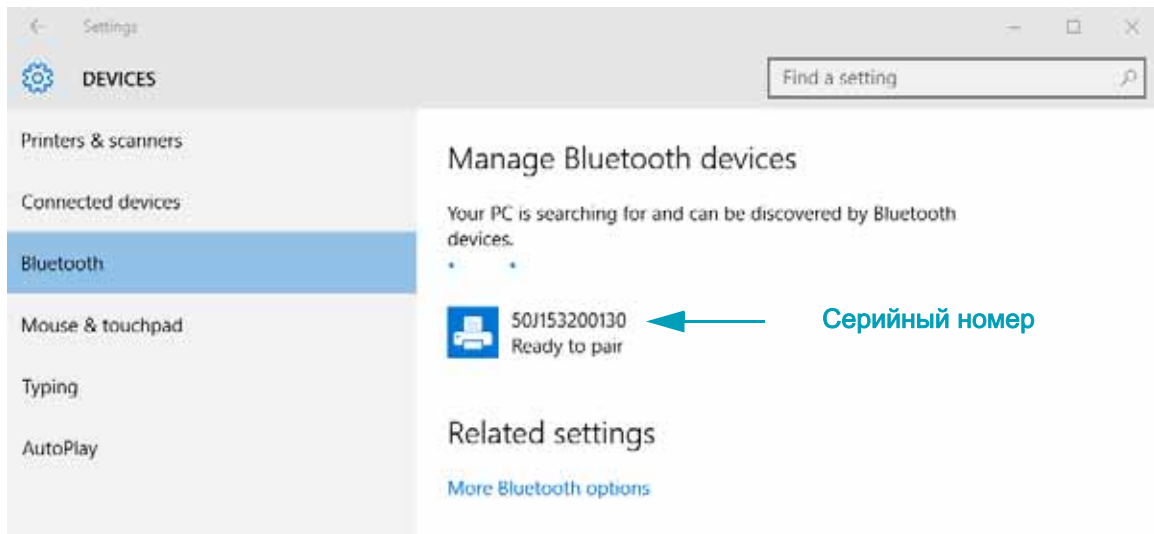 Settings
DEVICES
Find a setting
Printers & scanners
Connected devices
Bluetooth
Mouse & touchpad
Typing
AutoPlay
Manage Bluetooth devices
Your PC is searching for and can be discovered by Bluetooth
devices.
50J153200130
Ready to pair
Серийный номер
Related settings
More Bluetooth options